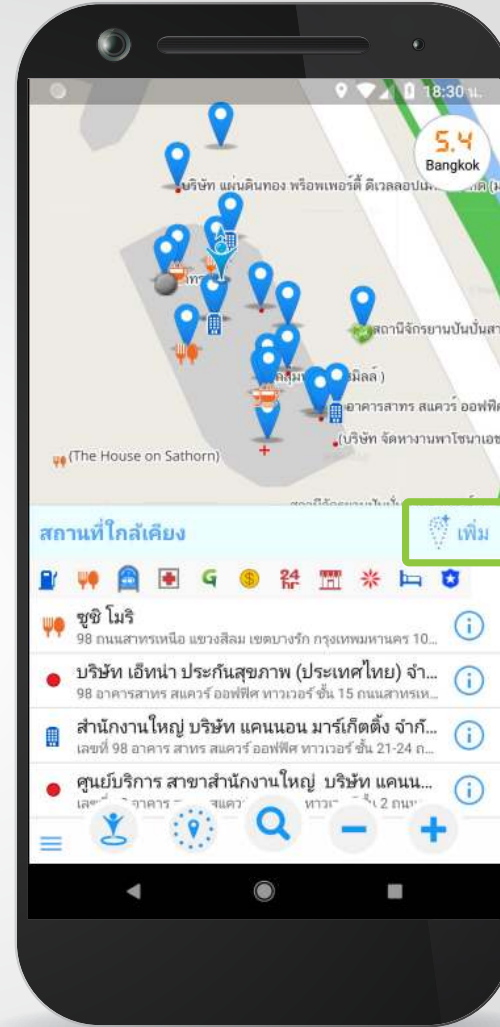 18:30 น.
5.4
Bangkok
บริษัท แผ่นดินทอง พร็อพเพอร์ตี้ ดีเวลลอปเม
สถานีจักรยานปันปั่นสา
มิลล์ )
อาคารสาทร สแควร์ ออฟฟิศ
(บริษัท จัดหางานพาโซนาเอช
(The House on Sathorn)
สถานที่ใกล้เคียง
เพิ่ม
G $ 24 hr
ซูชิ โมริ
98 ถนนสาทรเหนือ แขวงสีลม เขตบางรัก กรุงเทพมหานคร 10...
บริษัท เอ็ทน่า ประกันสุขภาพ (ประเทศไทย) จำ...
98 อาคารสาทร สแควร์ ออฟฟิศ ทาวเวอร์ ชั้น 15 ถนนสาทรเห...
สำนักงานใหญ่ บริษัท แคนนอน มาร์เก็ตติ้ง จำกั...
เลขที่ 98 อาคาร สาทร สแควร์ ออฟฟิศ ทาวเวอร์ ชั้น 21-24 ถ...
ศูนย์บริการ สาขาสำนักงานใหญ่ บริษัท แคนน...